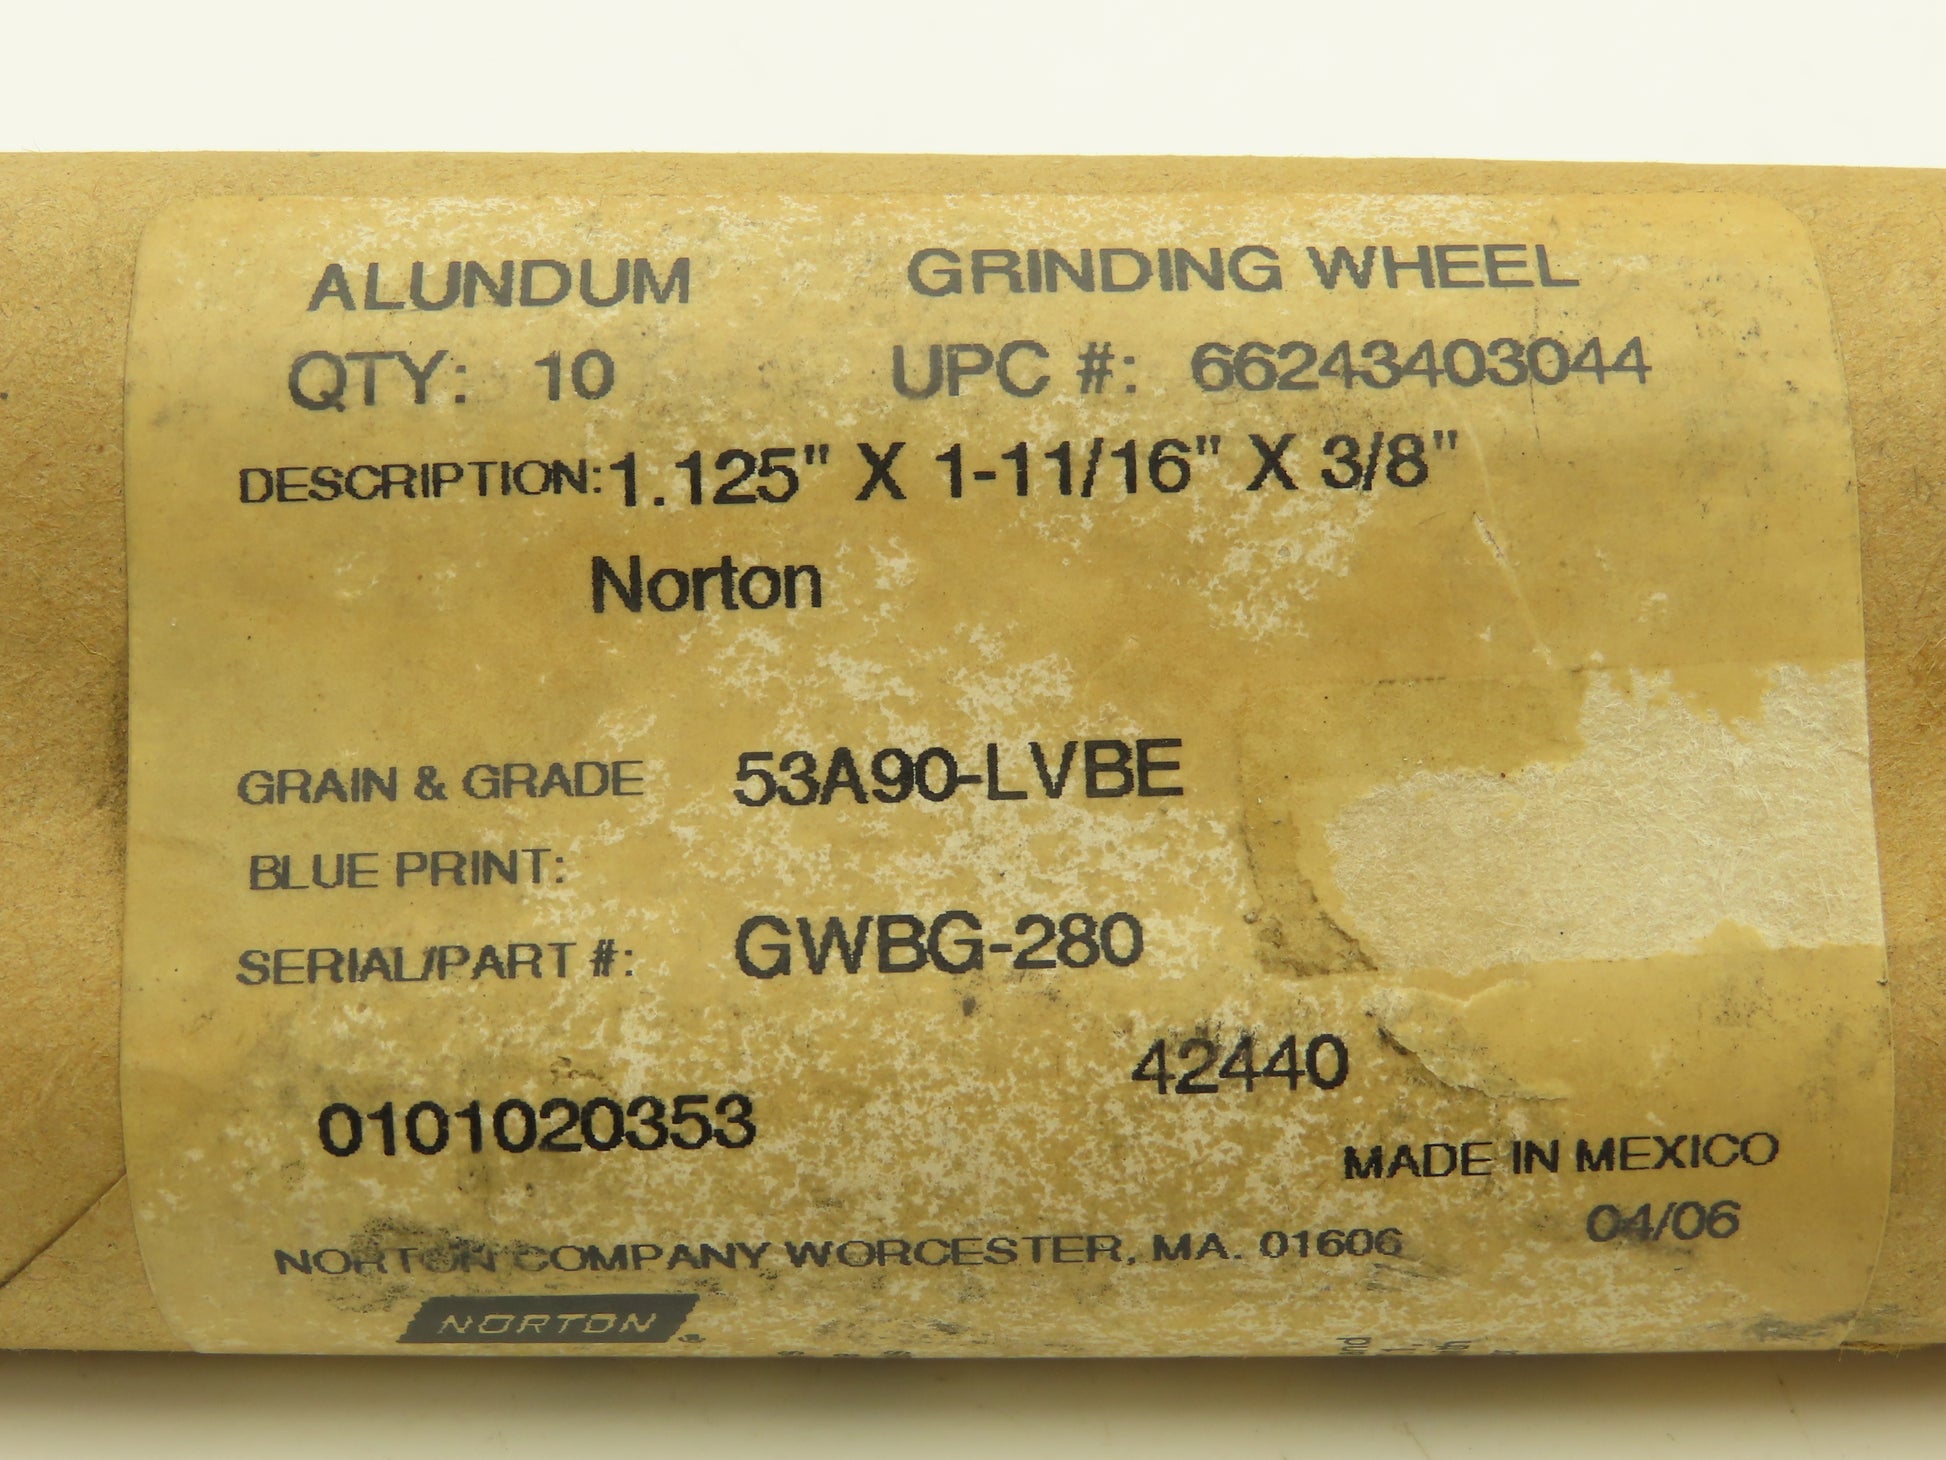 ALUNDUM GRINDING WHEEL
QTY: 10 UPC #: 66243403044
DESCRIPTION: 1.125" X 1-11/16" X 3/8"
Norton
GRAIN & GRADE 53A90-LVBE
BLUE PRINT:
SERIAL/PART #: GWBG-280
42440
0101020353
MADE IN MEXICO
04/06
NORTON COMPANY WORCESTER, MA. 01606
NORTON